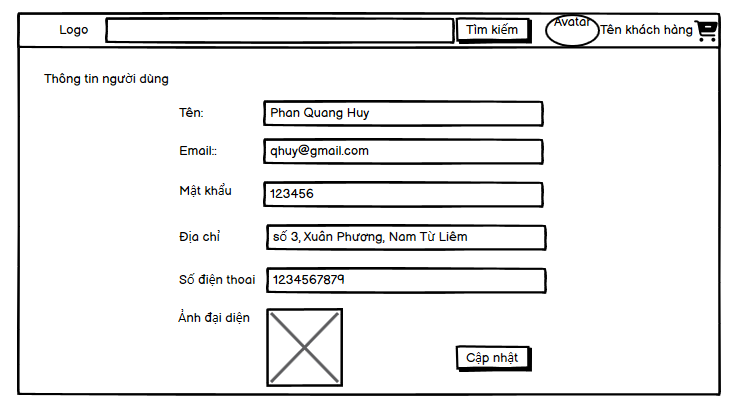 Logo
Tìm kiếm
Avatar
Tên khách hàng
Thông tin người dùng
Tên:
Phan Quang Huy
Email::
qhuy@gmail.com
Mật khẩu
123456
Địa chỉ
số 3, Xuân Phương, Nam Từ Liêm
Số điện thoại
1234567879
Ảnh đại diện
Cập nhật